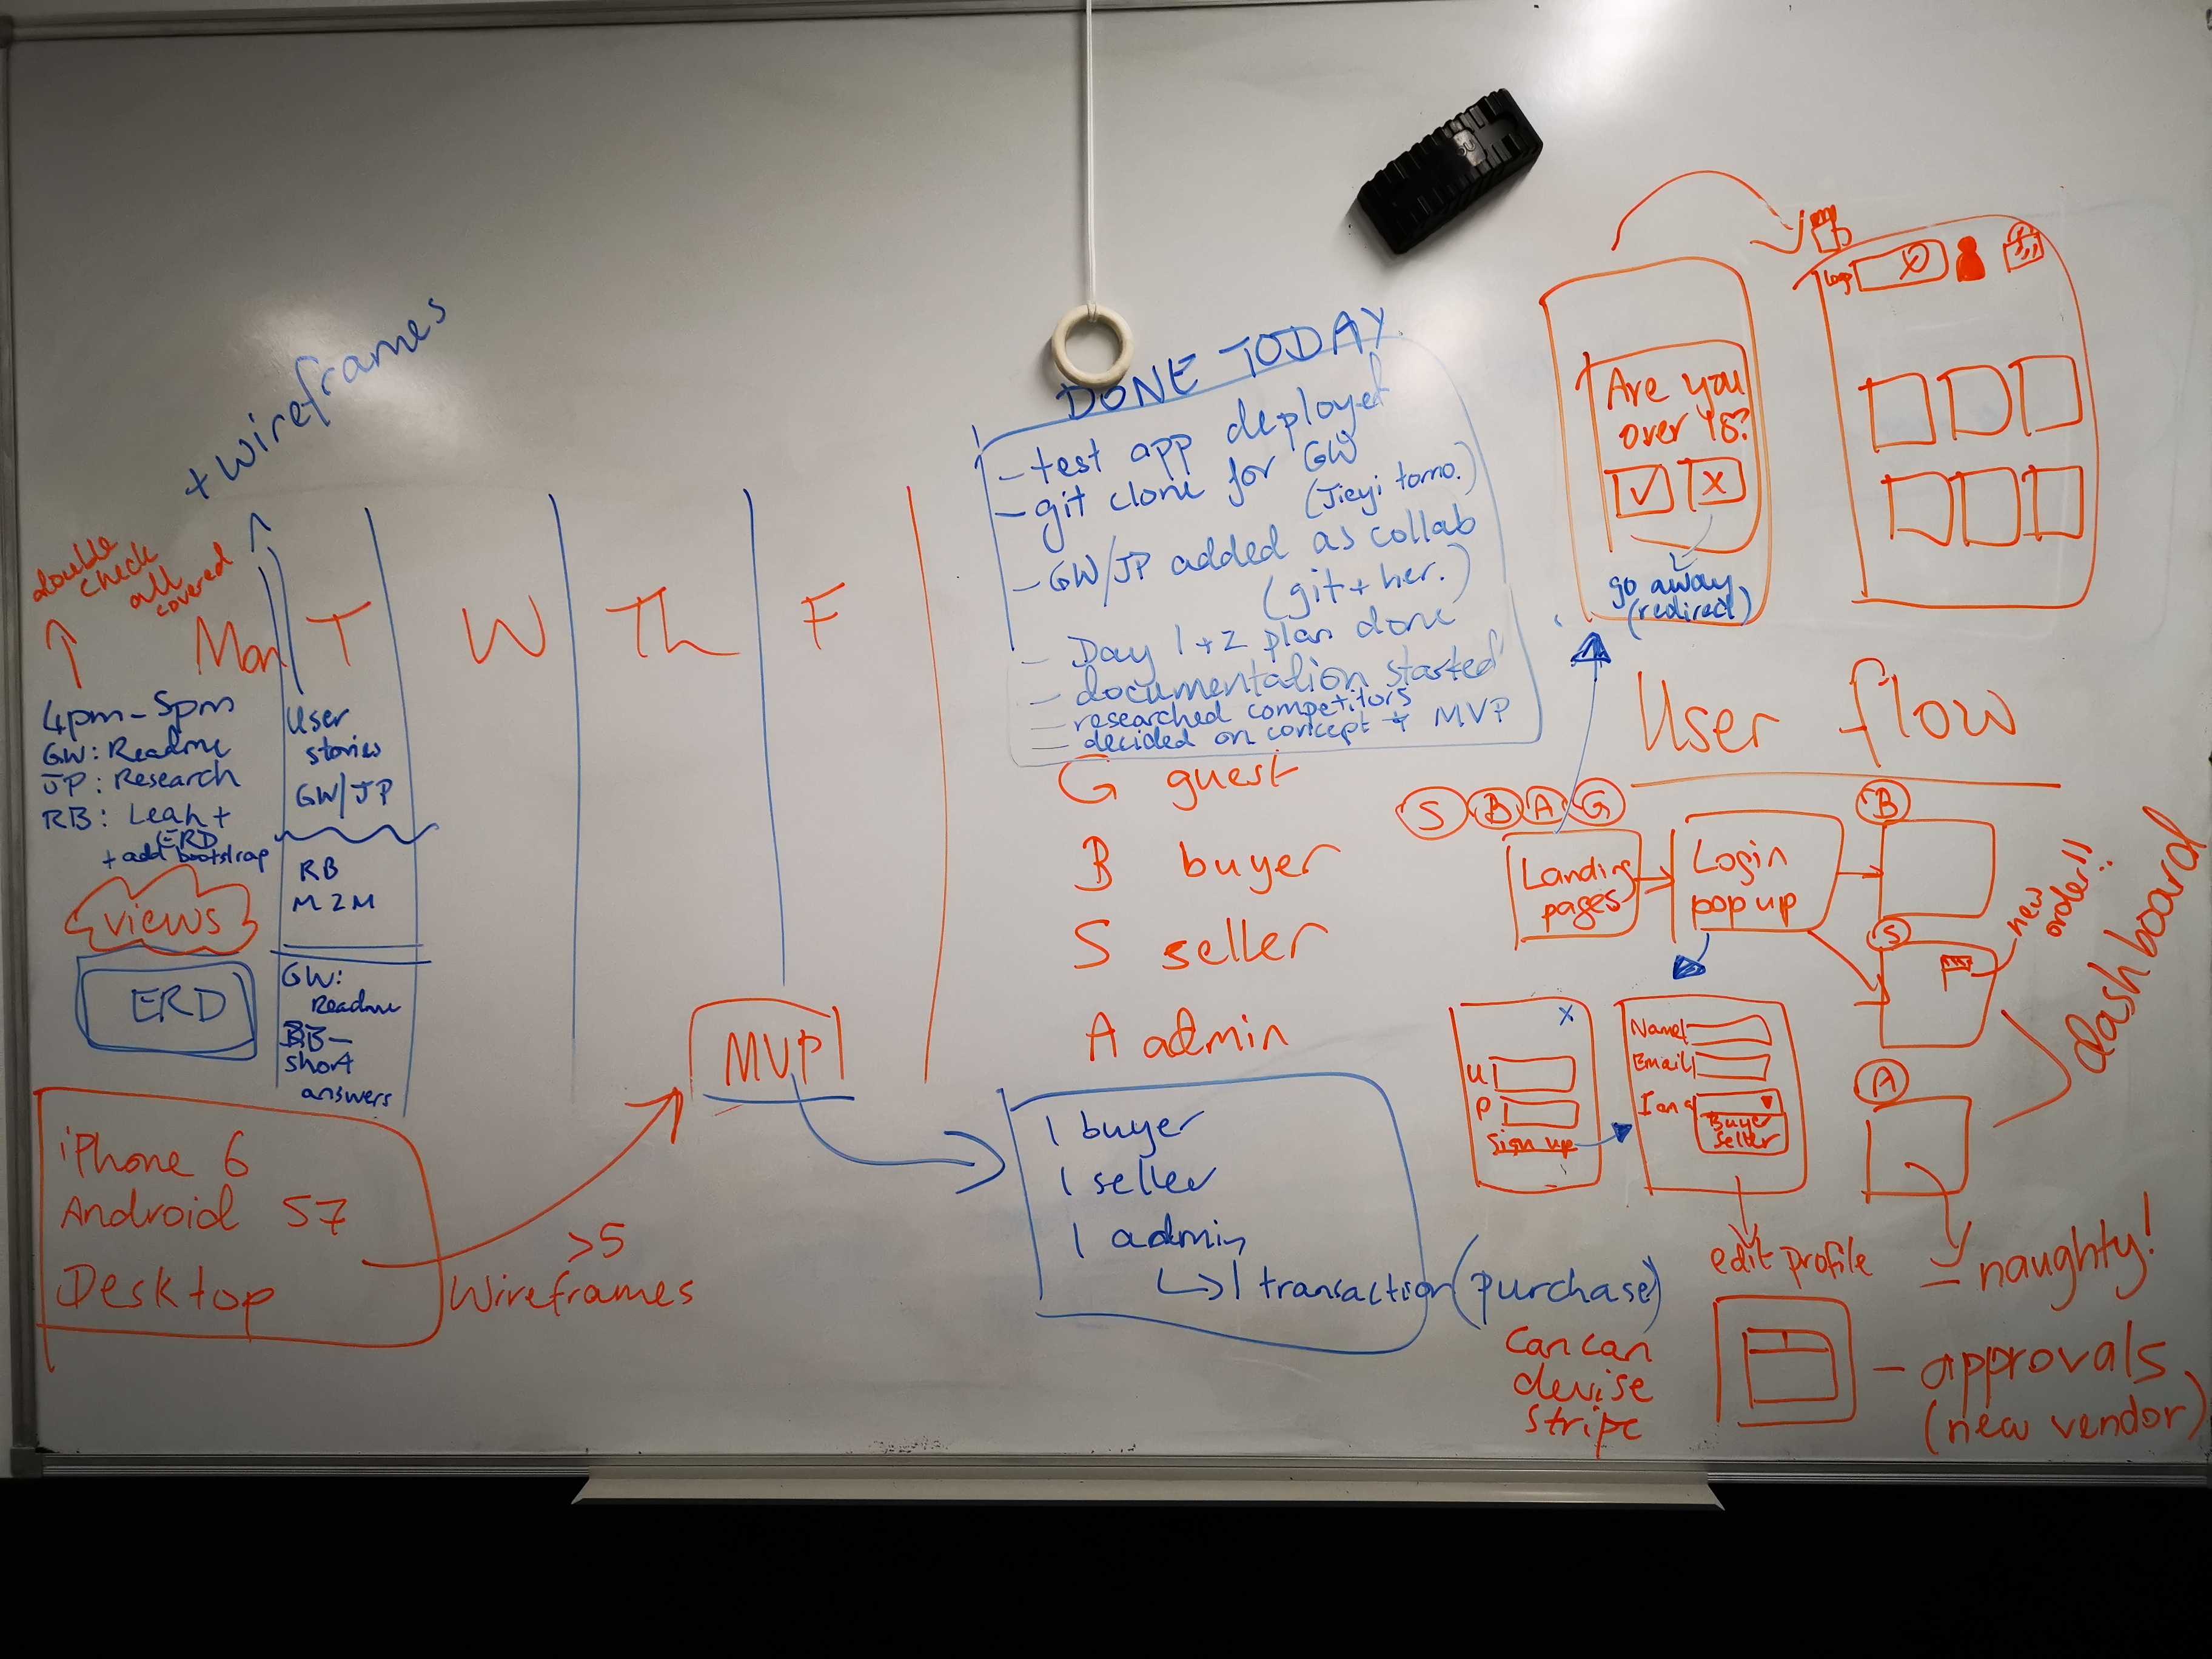 + wireframes
double
check
all
covered
Mon T W Th F
4pm - 5pm
GW: Readme
JP: Research
RB: Leah +
ERD
+ add bootstrap
views
ERD
User
stories
GW/JP
RB
M2M
GW:
Readme
RB-
short
answers
iPhone 6
Android S7
Desktop
>5
Wireframes
MVP
DONE TODAY
- test app deployed
- git clone for GW
(Jieyi tomo.)
- GW/JP added as collab
(git + her.)
- Day 1+2 plan done
- documentation started
- researched competitors
- decided on concept + MVP
G guest
B buyer
S seller
A admin
1 buyer
1 seller
1 admin
1 transaction (purchase)
Are you
over 18?
go away
(redirect)
Logo
User flow
S B A G
Landing
pages
Login
pop up
B
S
new
order!!
A
dashboard
X
U
P
Sign up
Name
Email
I am a
Buyer
Seller
edit profile
- naughty!
- approvals
(new vendor)
cancan
devise
stripe